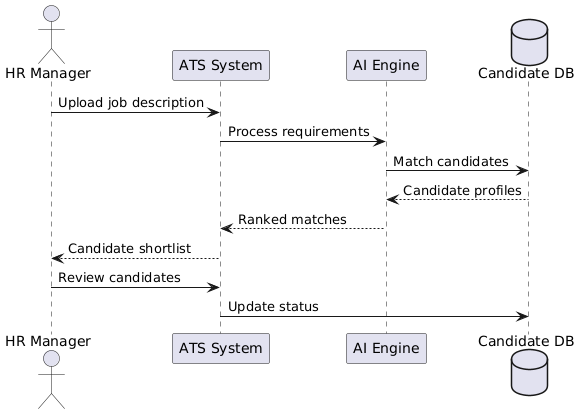 HR Manager
ATS System
AI Engine
Candidate DB
Upload job description
Process requirements
Match candidates
Candidate profiles
Ranked matches
Candidate shortlist
Review candidates
Update status
HR Manager
ATS System
AI Engine
Candidate DB